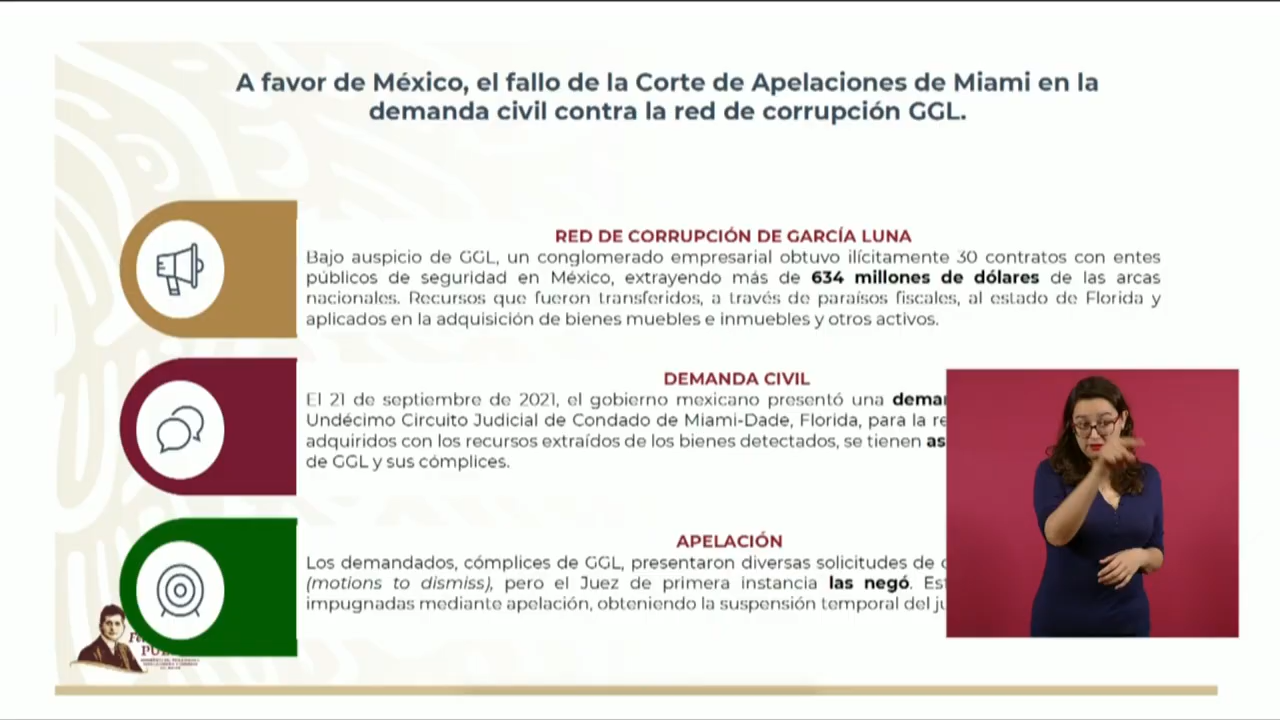 A favor de México, el fallo de la Corte de Apelaciones de Miami en la
demanda civil contra la red de corrupción GGL.
RED DE CORRUPCIÓN DE GARCÍA LUNA
Bajo auspicio de GGL, un conglomerado empresarial obtuvo ilícitamente 30 contratos con entes
públicos de seguridad en México, extrayendo más de 634 millones de dólares de las arcas
nacionales. Recursos que fueron transferidos, a través de paraísos fiscales, al estado de Florida y
aplicados en la adquisición de bienes muebles e inmuebles y otros activos.
DEMANDA CIVIL
El 21 de septiembre de 2021, el gobierno mexicano presentó una
Undécimo Circuito Judicial de Condado de Miami-Dade, Florida, para la
adquiridos con los recursos extraídos de los bienes detectados, se tienen
de GGL y sus cómplices.
APELACIÓN
Los demandados, cómplices de GGL, presentaron diversas solicitudes de
(motions to dismiss), pero el Juez de primera instancia las negó.
impugnadas mediante apelación, obteniendo la suspensión temporal del